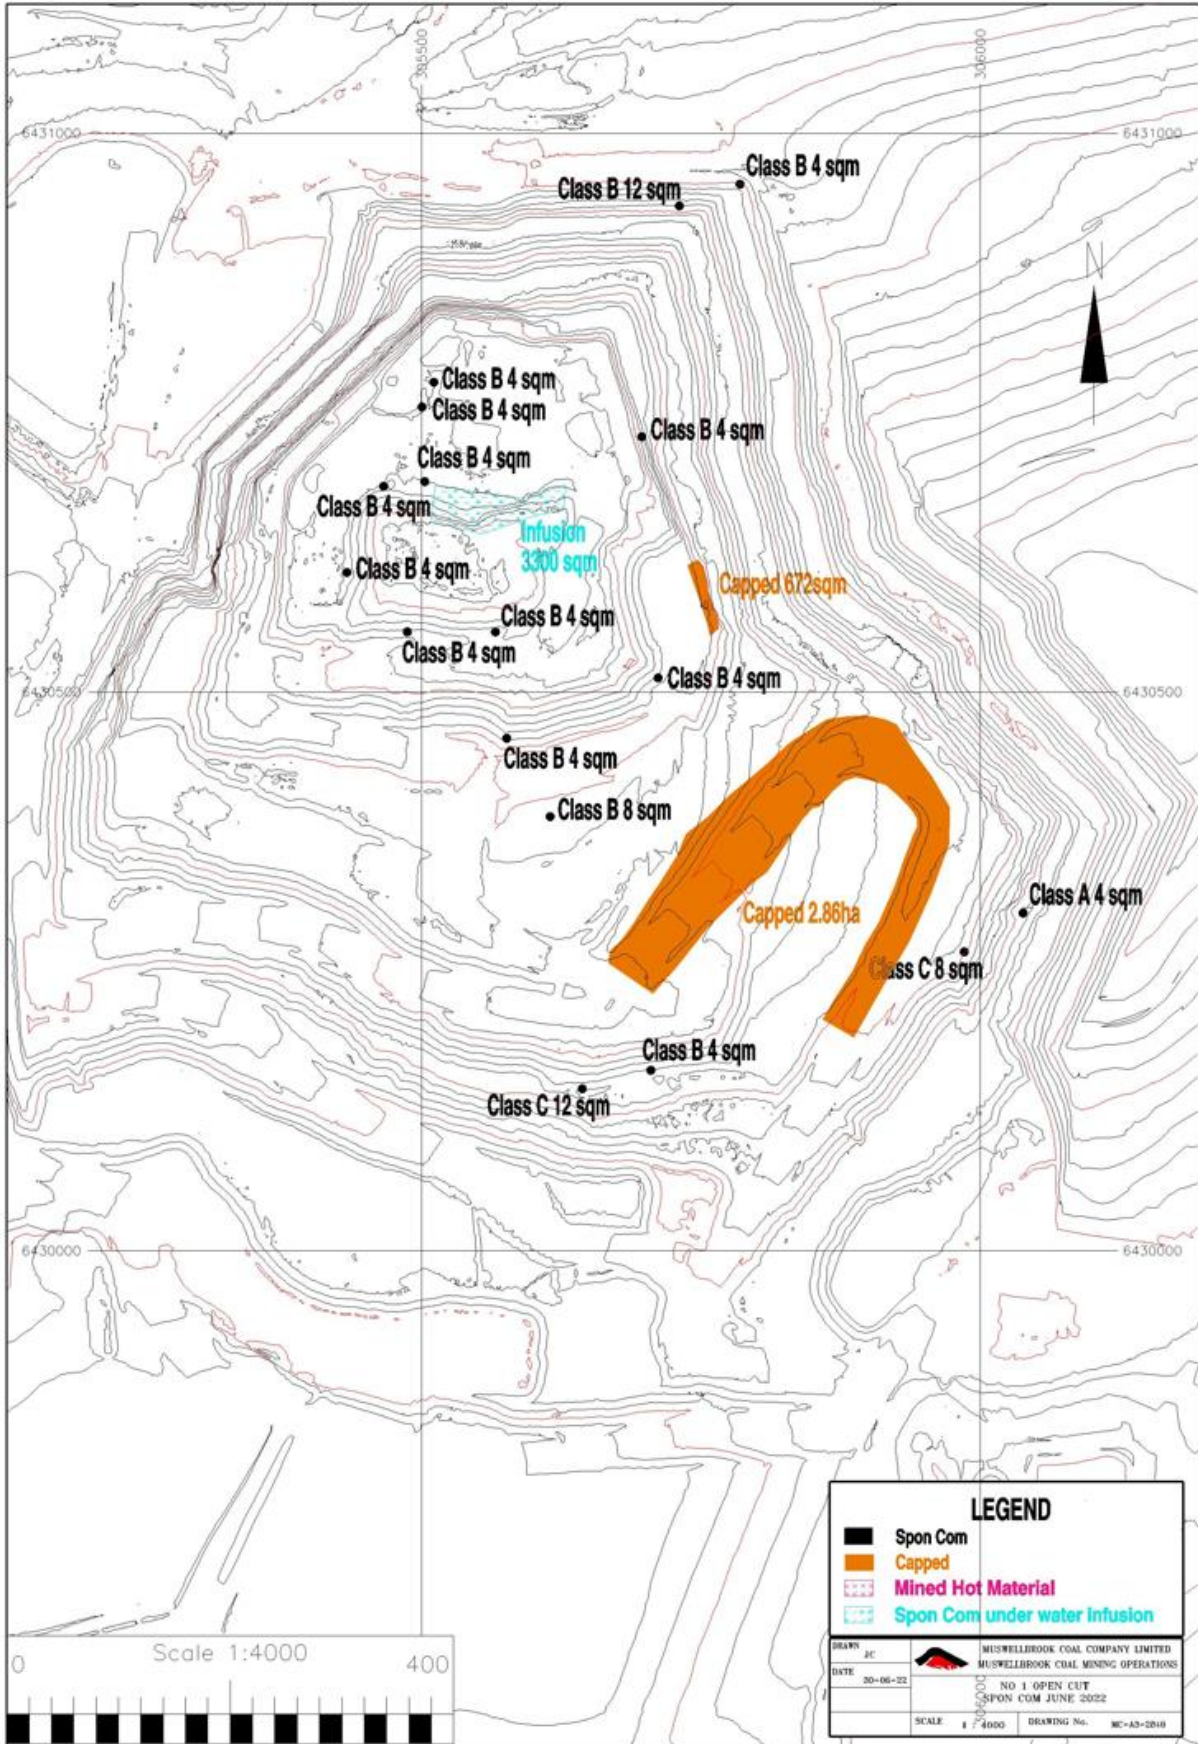 305500
306000
6431000
6431000
Class B 4 sqm
Class B 12 sqm
N
Class B 4 sqm
Class B 4 sqm
Class B 4 sqm
Class B 4 sqm
Class B 4 sqm
Infusion
3300 sqm
Class B 4 sqm
Capped 672sqm
Class B 4 sqm
Class B 4 sqm
Class B 4 sqm
6430500
6430500
Class B 4 sqm
Class B 8 sqm
Class A 4 sqm
Capped 2.86ha
Class C 8 sqm
Class B 4 sqm
Class C 12 sqm
6430000
6430000
LEGEND
Spon Com
Capped
Mined Hot Material
Spon Com under water Infusion
Scale 1:4000
0 400
DRAWN JC
DATE 30-06-22
MUSWELLBROOK COAL COMPANY LIMITED
MUSWELLBROOK COAL MINING OPERATIONS
NO 1 OPEN CUT
SPON COM JUNE 2022
306000
SCALE 1 : 4000 DRAWING No.